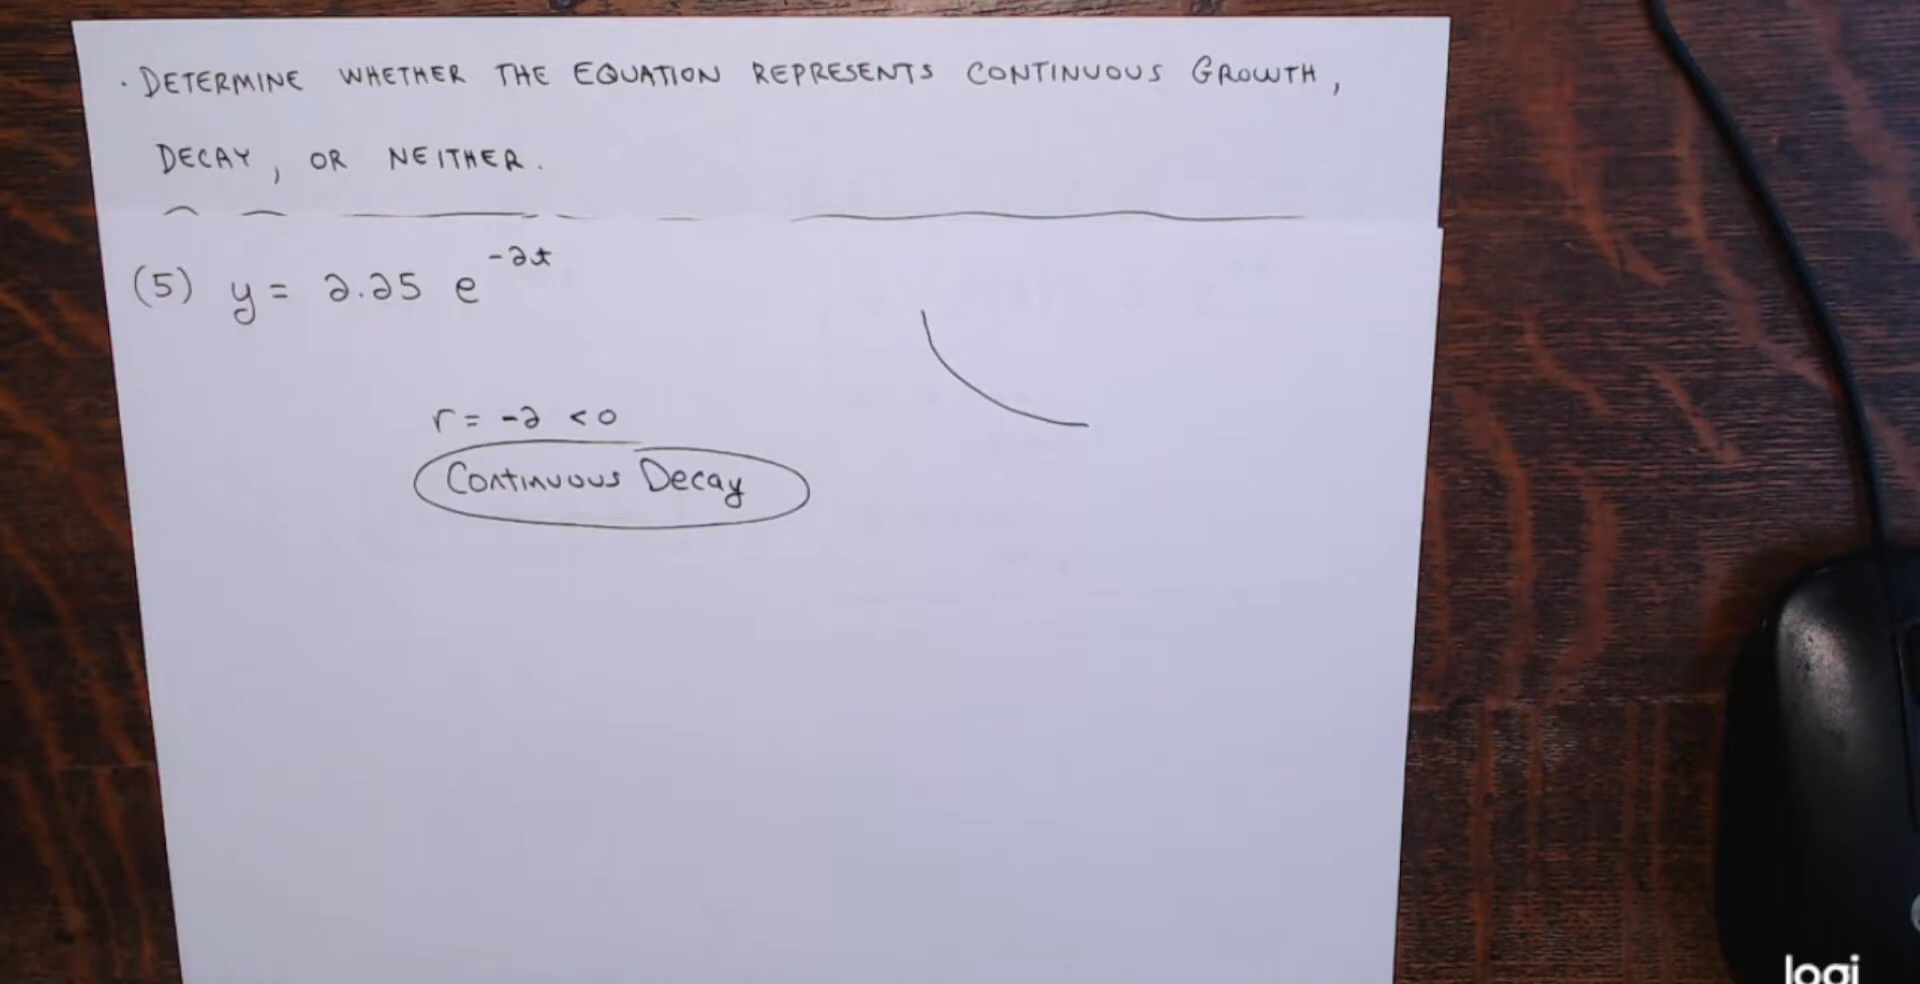 . DETERMINE WHETHER THE EQUATION REPRESENTS CONTINUOUS GROWTH,
DECAY, OR NEITHER.
(5) y = 2.25 e^-2t
r = -2 < 0
Continuous Decay
logi